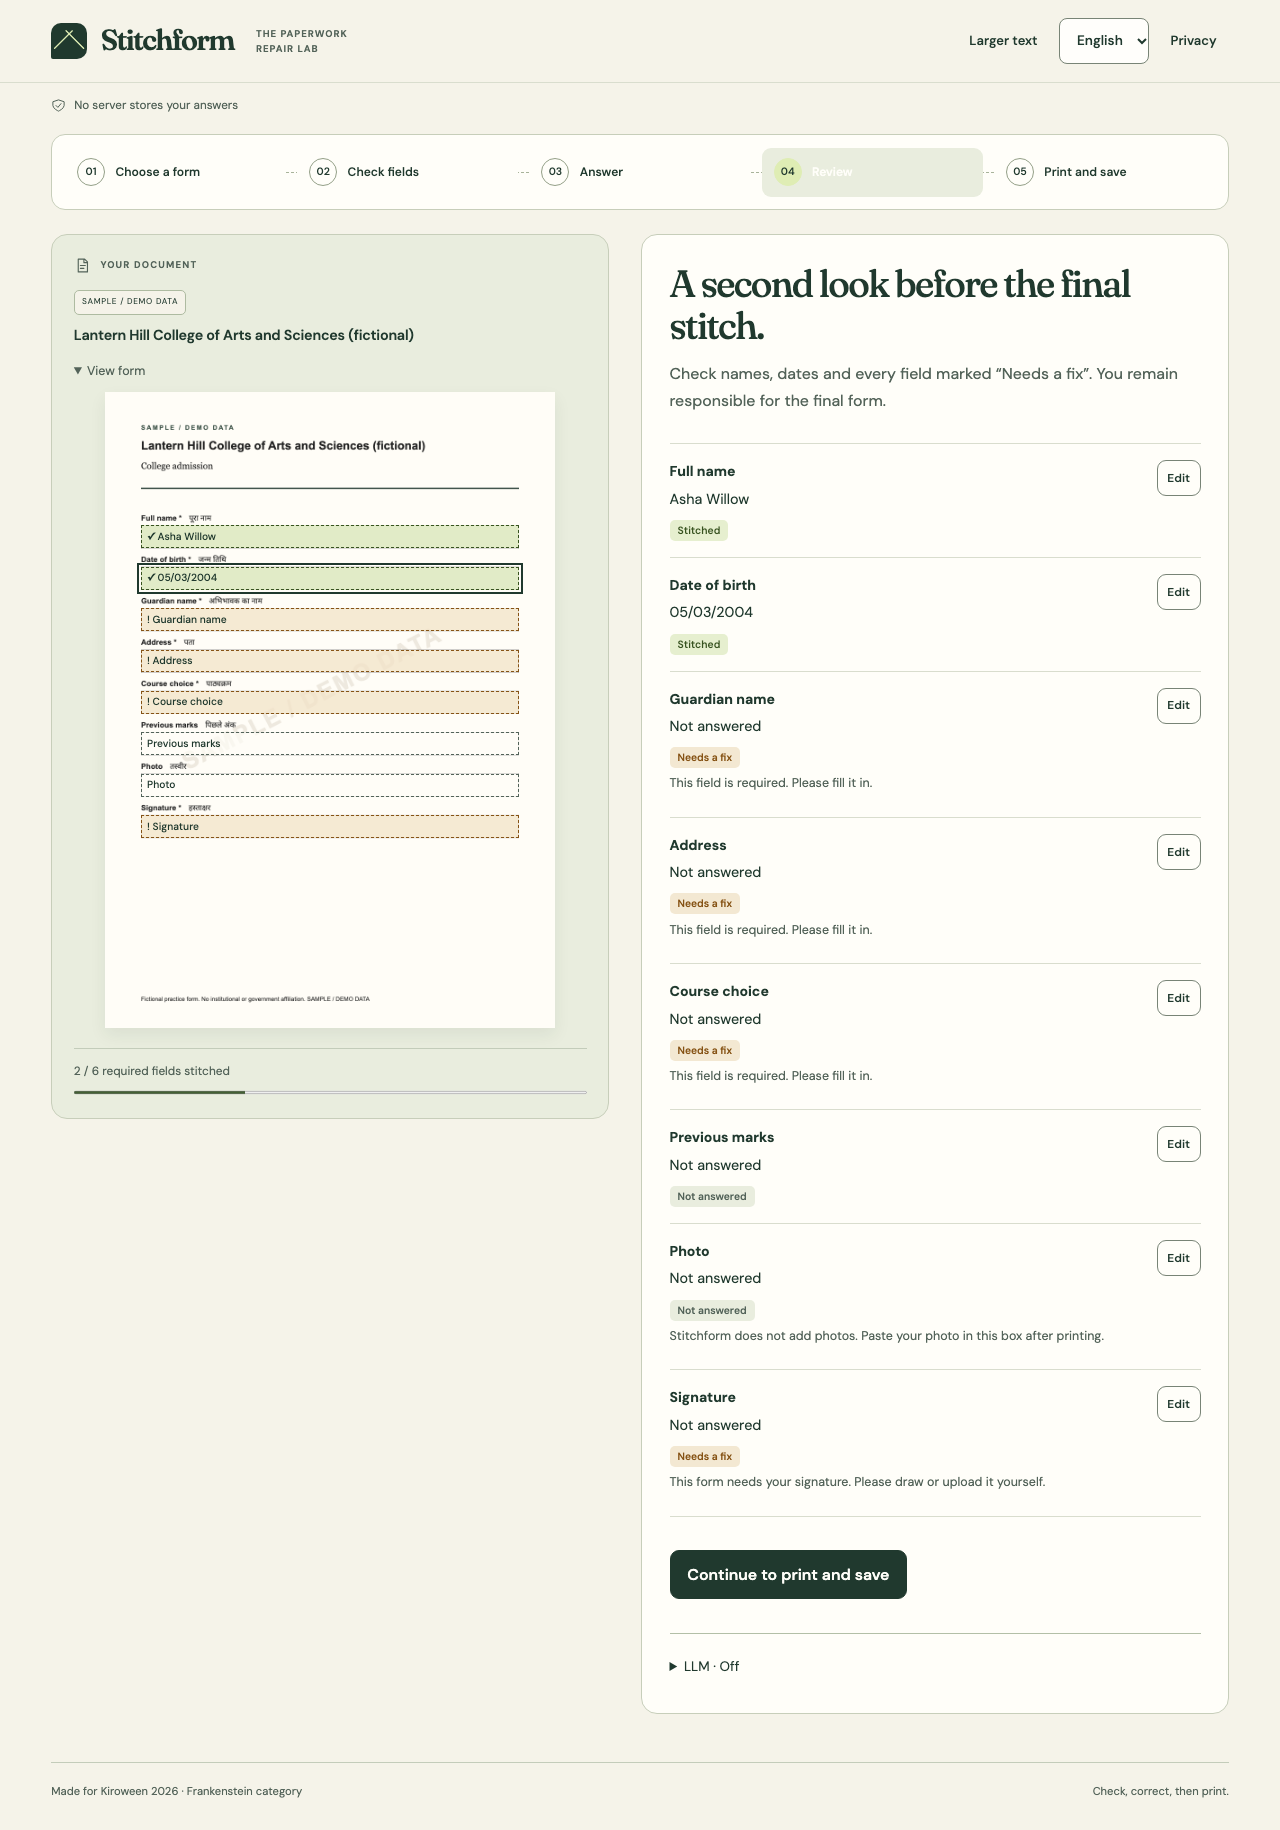 Stitchform
THE PAPERWORK
REPAIR LAB
Larger text
English
Privacy
No server stores your answers
01 Choose a form
02 Check fields
03 Answer
04 Review
05 Print and save
YOUR DOCUMENT
SAMPLE / DEMO DATA
Lantern Hill College of Arts and Sciences (fictional)
▼ View form
SAMPLE / DEMO DATA
Lantern Hill College of Arts and Sciences (fictional)
College admission
Full name * पूरा नाम
✓ Asha Willow
Date of birth * जन्म तिथि
✓ 05/03/2004
Guardian name * अभिभावक का नाम
! Guardian name
Address * पता
! Address
Course choice * पाठ्यक्रम
! Course choice
Previous marks पिछले अंक
Previous marks
Photo तस्वीर
Photo
Signature * हस्ताक्षर
! Signature
SAMPLE / DEMO DATA
Fictional practice form. No institutional or government affiliation. SAMPLE / DEMO DATA
2 / 6 required fields stitched
A second look before the final
stitch.
Check names, dates and every field marked “Needs a fix”. You remain
responsible for the final form.
Full name
Edit
Asha Willow
Stitched
Date of birth
Edit
05/03/2004
Stitched
Guardian name
Edit
Not answered
Needs a fix
This field is required. Please fill it in.
Address
Edit
Not answered
Needs a fix
This field is required. Please fill it in.
Course choice
Edit
Not answered
Needs a fix
This field is required. Please fill it in.
Previous marks
Edit
Not answered
Not answered
Photo
Edit
Not answered
Not answered
Stitchform does not add photos. Paste your photo in this box after printing.
Signature
Edit
Not answered
Needs a fix
This form needs your signature. Please draw or upload it yourself.
Continue to print and save
▶ LLM · Off
Made for Kiroween 2026 · Frankenstein category
Check, correct, then print.